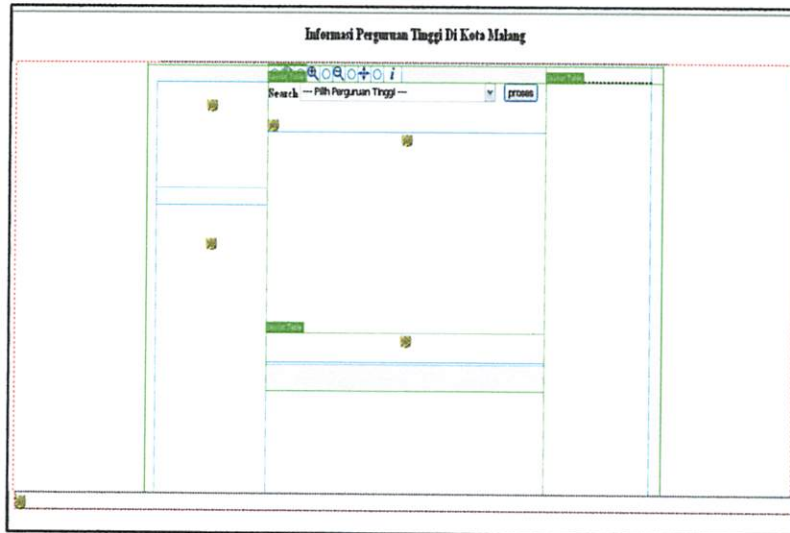 Informasi Perguruan Tinggi Di Kota Malang
i
Search --- Pilih Perguruan Tinggi --- proses